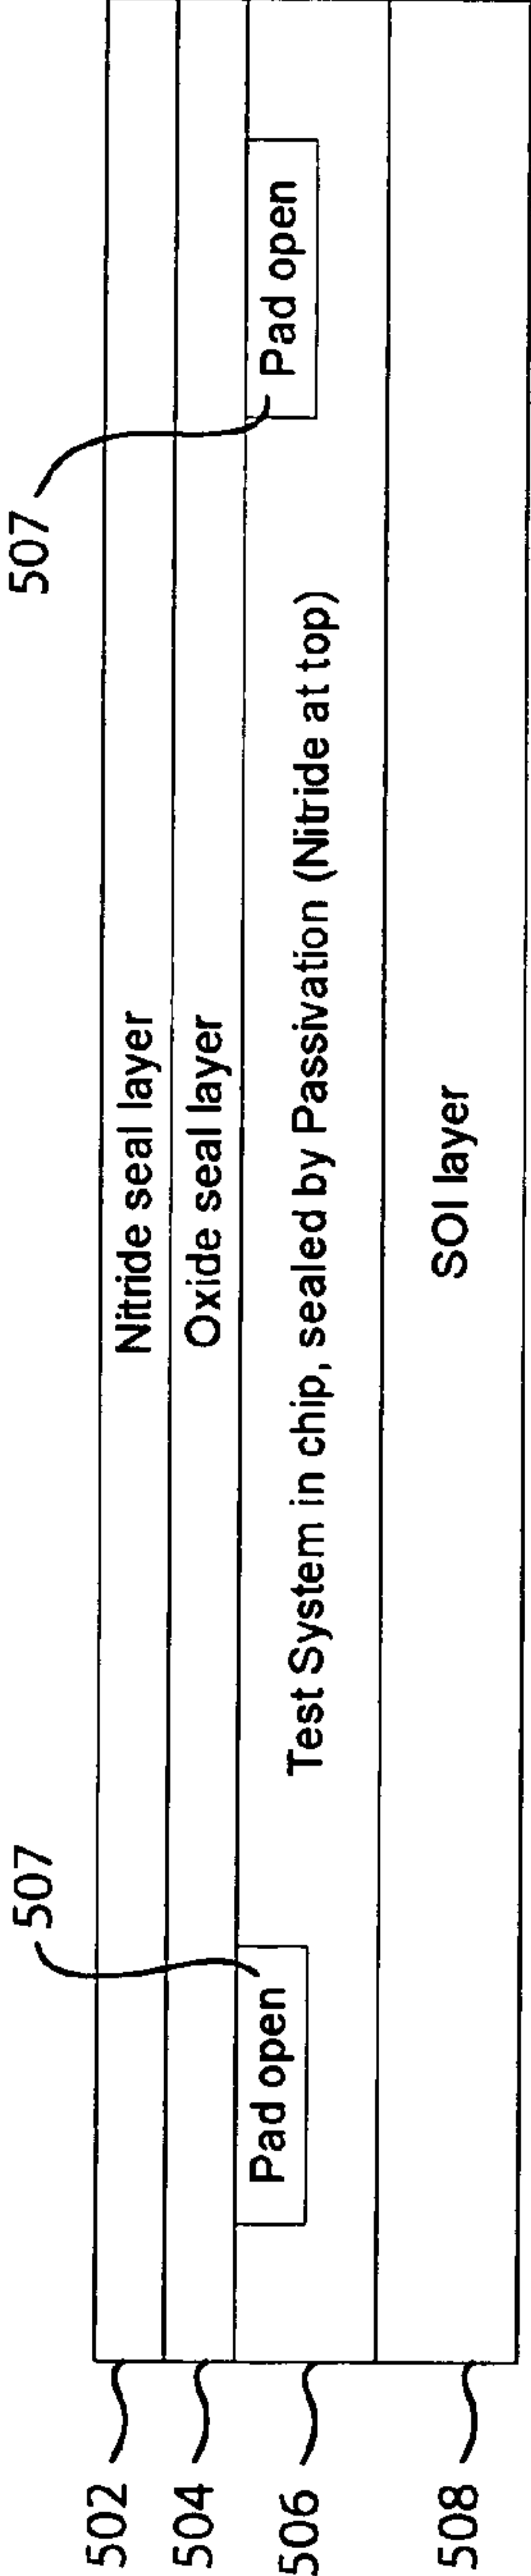 507
507
Nitride seal layer
Oxide seal layer
Pad open
Pad open
Test System in chip, sealed by Passivation (Nitride at top)
SOI layer
502
504
506
508